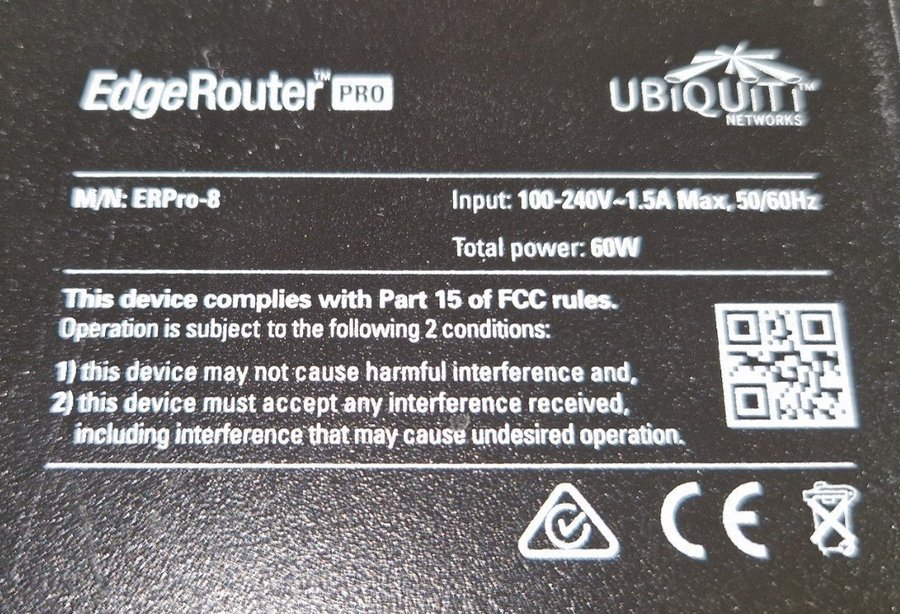 EdgeRouter™ PRO
UBIQUITI™
NETWORKS
M/N: ERPro-8
Input: 100-240V~1.5A Max, 50/60Hz
Total power: 60W
This device complies with Part 15 of FCC rules.
Operation is subject to the following 2 conditions:
1) this device may not cause harmful interference and,
2) this device must accept any interference received,
including interference that may cause undesired operation.
CE